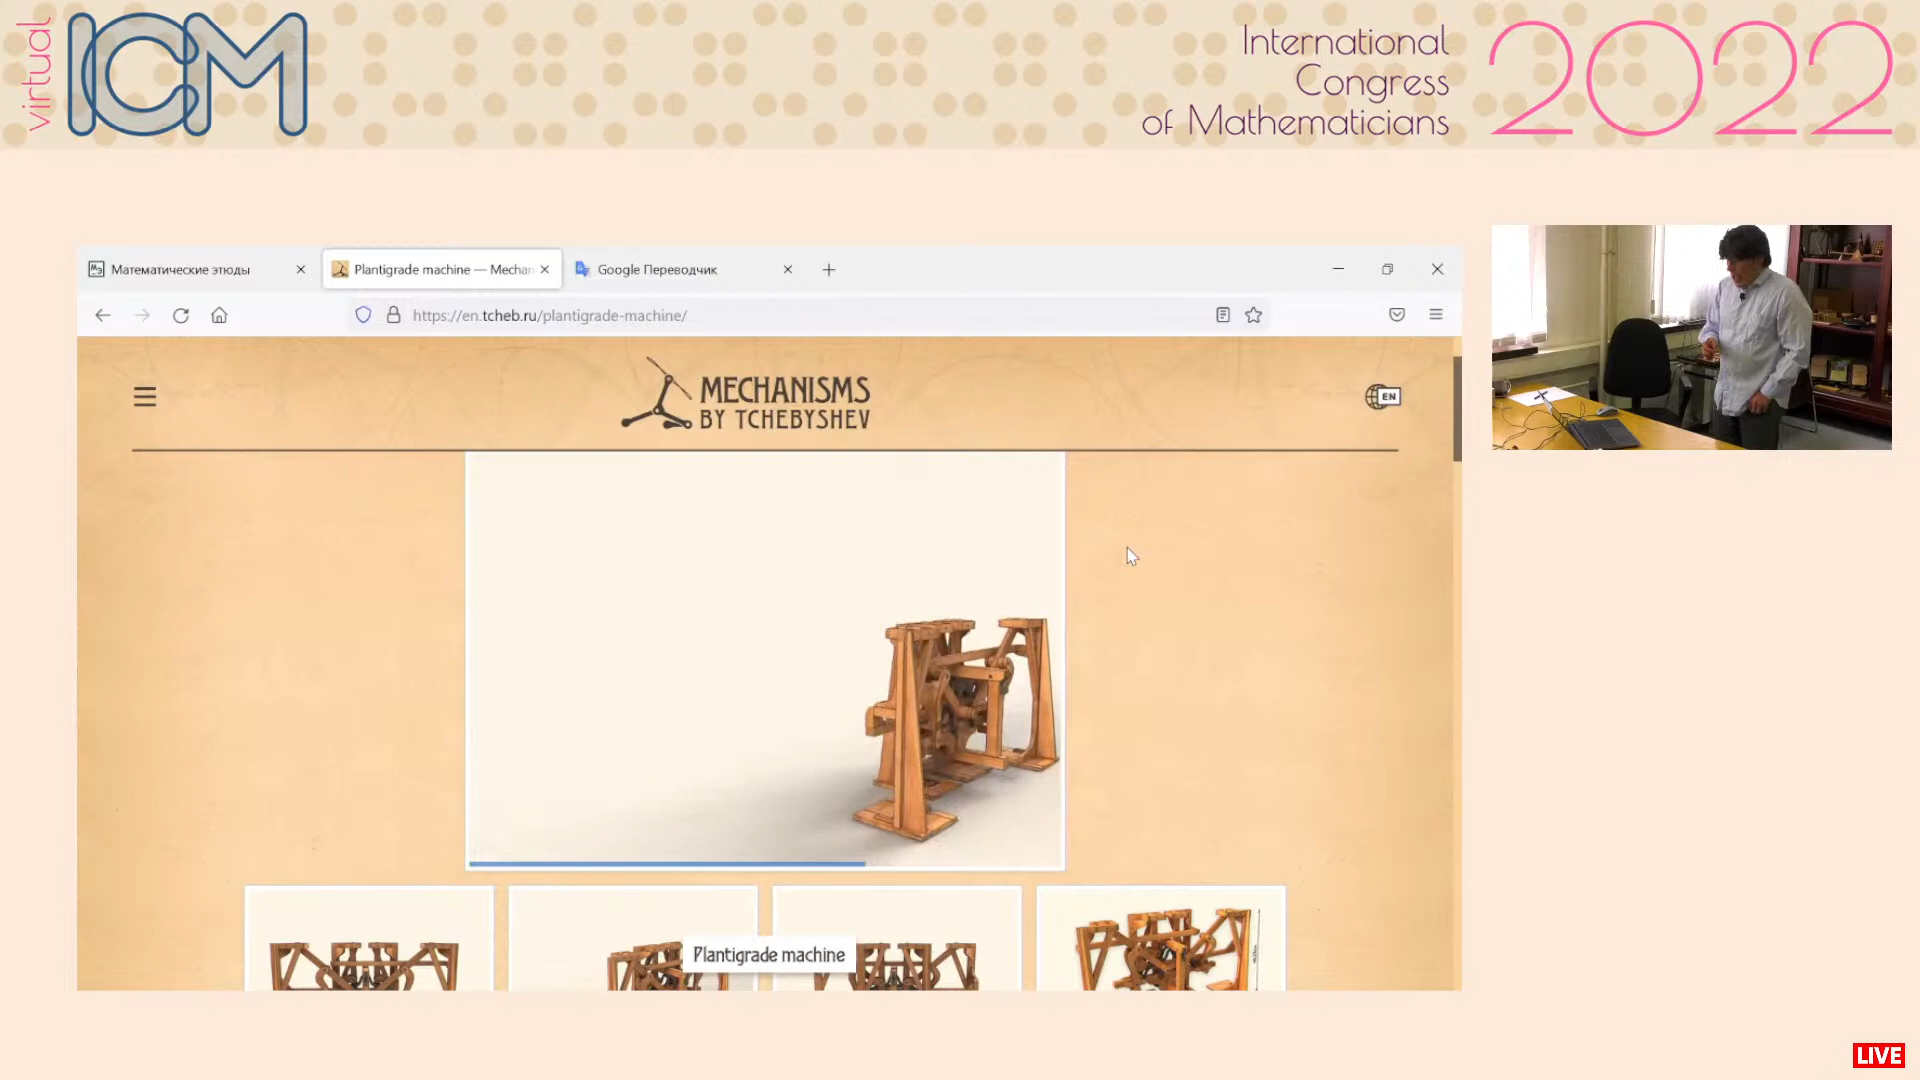 virtual
ICM
International
Congress
of Mathematicians
2022
Математические этюды
Plantigrade machine — Mechan
Google Переводчик
https://en.tcheb.ru/plantigrade-machine/
MECHANISMS
BY TCHEBYSHEV
EN
Plantigrade machine
LIVE